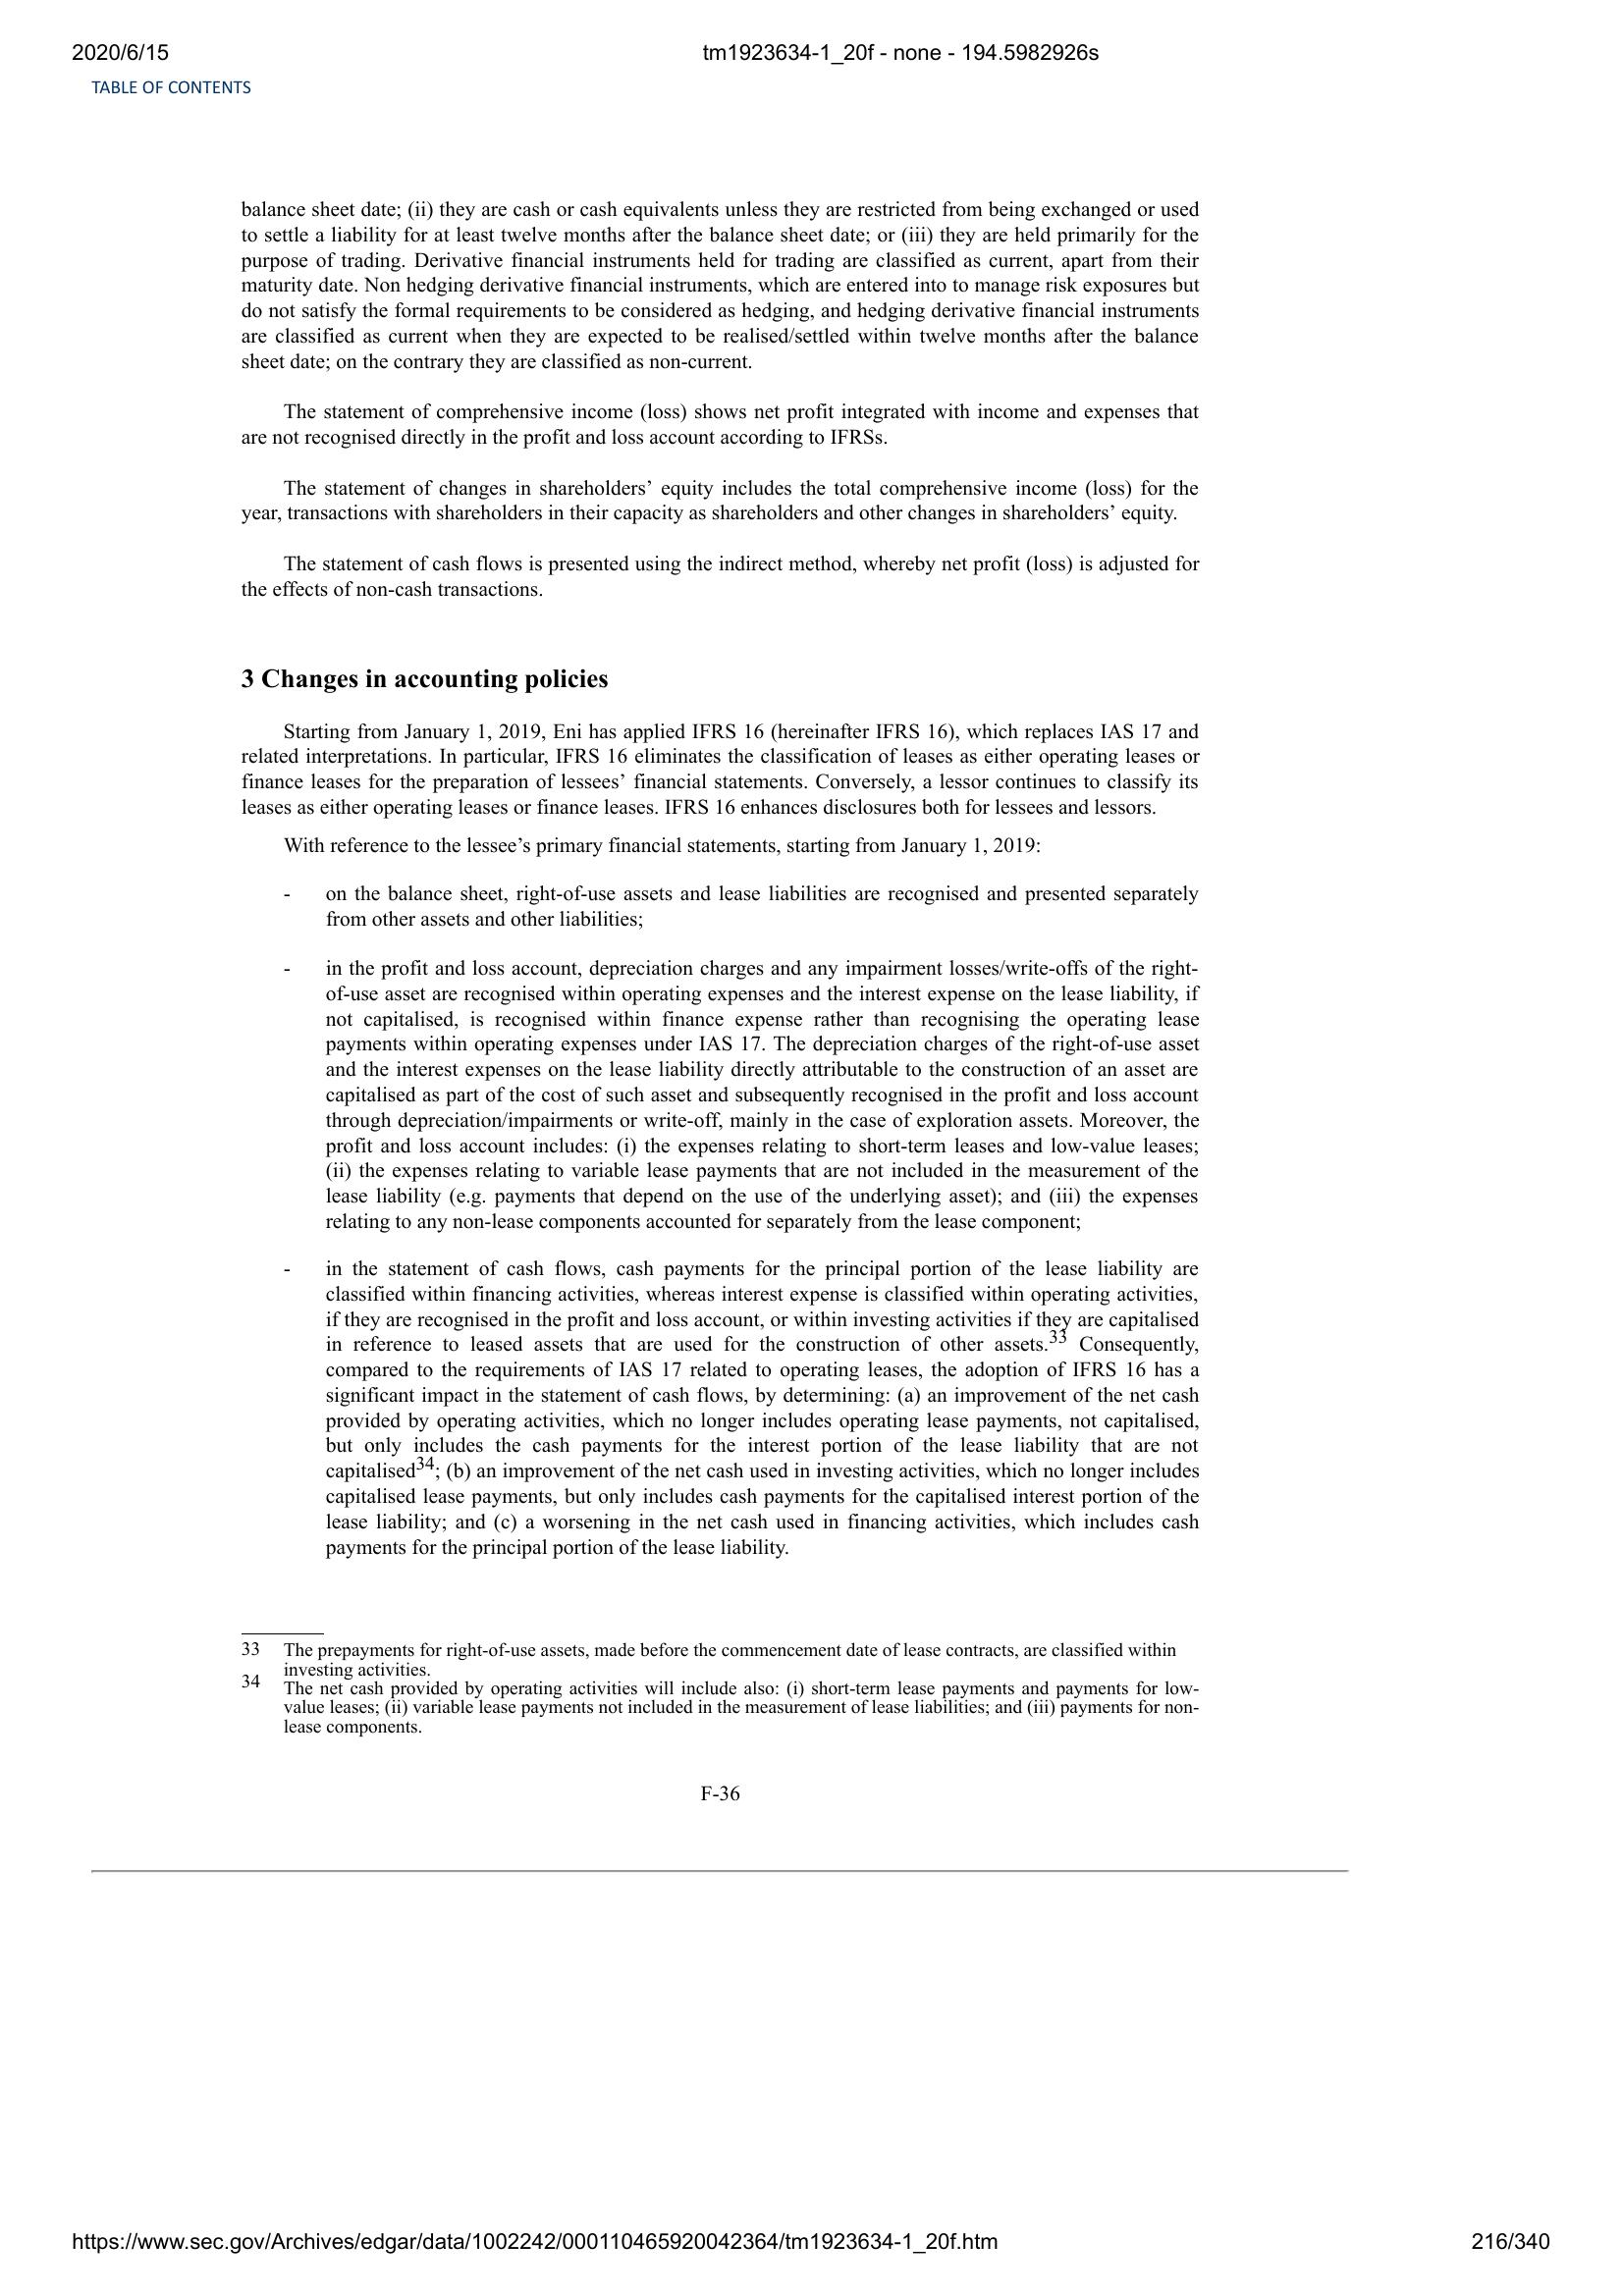 2020/6/15
tm1923634-1_20f - none - 194.5982926s
TABLE OF CONTENTS
balance sheet date; (ii) they are cash or cash equivalents unless they are restricted from being exchanged or used
to settle a liability for at least twelve months after the balance sheet date; or (iii) they are held primarily for the
purpose of trading. Derivative financial instruments held for trading are classified as current, apart from their
maturity date. Non hedging derivative financial instruments, which are entered into to manage risk exposures but
do not satisfy the formal requirements to be considered as hedging, and hedging derivative financial instruments
are classified as current when they are expected to be realised/settled within twelve months after the balance
sheet date; on the contrary they are classified as non-current.
The statement of comprehensive income (loss) shows net profit integrated with income and expenses that
are not recognised directly in the profit and loss account according to IFRSs.
The statement of changes in shareholders’ equity includes the total comprehensive income (loss) for the
year, transactions with shareholders in their capacity as shareholders and other changes in shareholders’ equity.
The statement of cash flows is presented using the indirect method, whereby net profit (loss) is adjusted for
the effects of non-cash transactions.
3 Changes in accounting policies
Starting from January 1, 2019, Eni has applied IFRS 16 (hereinafter IFRS 16), which replaces IAS 17 and
related interpretations. In particular, IFRS 16 eliminates the classification of leases as either operating leases or
finance leases for the preparation of lessees’ financial statements. Conversely, a lessor continues to classify its
leases as either operating leases or finance leases. IFRS 16 enhances disclosures both for lessees and lessors.
With reference to the lessee’s primary financial statements, starting from January 1, 2019:
- on the balance sheet, right-of-use assets and lease liabilities are recognised and presented separately
from other assets and other liabilities;
- in the profit and loss account, depreciation charges and any impairment losses/write-offs of the right-
of-use asset are recognised within operating expenses and the interest expense on the lease liability, if
not capitalised, is recognised within finance expense rather than recognising the operating lease
payments within operating expenses under IAS 17. The depreciation charges of the right-of-use asset
and the interest expenses on the lease liability directly attributable to the construction of an asset are
capitalised as part of the cost of such asset and subsequently recognised in the profit and loss account
through depreciation/impairments or write-off, mainly in the case of exploration assets. Moreover, the
profit and loss account includes: (i) the expenses relating to short-term leases and low-value leases;
(ii) the expenses relating to variable lease payments that are not included in the measurement of the
lease liability (e.g. payments that depend on the use of the underlying asset); and (iii) the expenses
relating to any non-lease components accounted for separately from the lease component;
- in the statement of cash flows, cash payments for the principal portion of the lease liability are
classified within financing activities, whereas interest expense is classified within operating activities,
if they are recognised in the profit and loss account, or within investing activities if they are capitalised
in reference to leased assets that are used for the construction of other assets.33 Consequently,
compared to the requirements of IAS 17 related to operating leases, the adoption of IFRS 16 has a
significant impact in the statement of cash flows, by determining: (a) an improvement of the net cash
provided by operating activities, which no longer includes operating lease payments, not capitalised,
but only includes the cash payments for the interest portion of the lease liability that are not
capitalised34; (b) an improvement of the net cash used in investing activities, which no longer includes
capitalised lease payments, but only includes cash payments for the capitalised interest portion of the
lease liability; and (c) a worsening in the net cash used in financing activities, which includes cash
payments for the principal portion of the lease liability.
33 The prepayments for right-of-use assets, made before the commencement date of lease contracts, are classified within
investing activities.
34 The net cash provided by operating activities will include also: (i) short-term lease payments and payments for low-
value leases; (ii) variable lease payments not included in the measurement of lease liabilities; and (iii) payments for non-
lease components.
F-36
https://www.sec.gov/Archives/edgar/data/1002242/000110465920042364/tm1923634-1_20f.htm
216/340